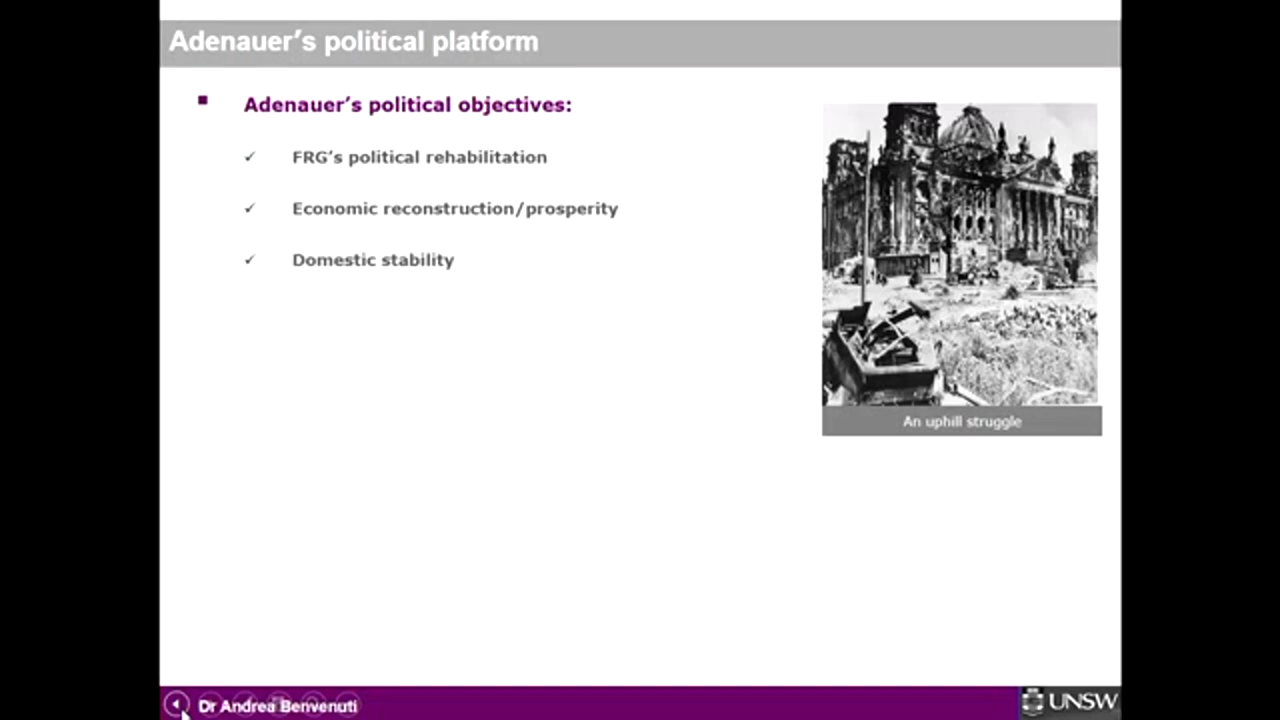 Adenauer’s political platform
Adenauer’s political objectives:
FRG’s political rehabilitation
Economic reconstruction/prosperity
Domestic stability
An uphill struggle
Dr Andrea Benvenuti
UNSW